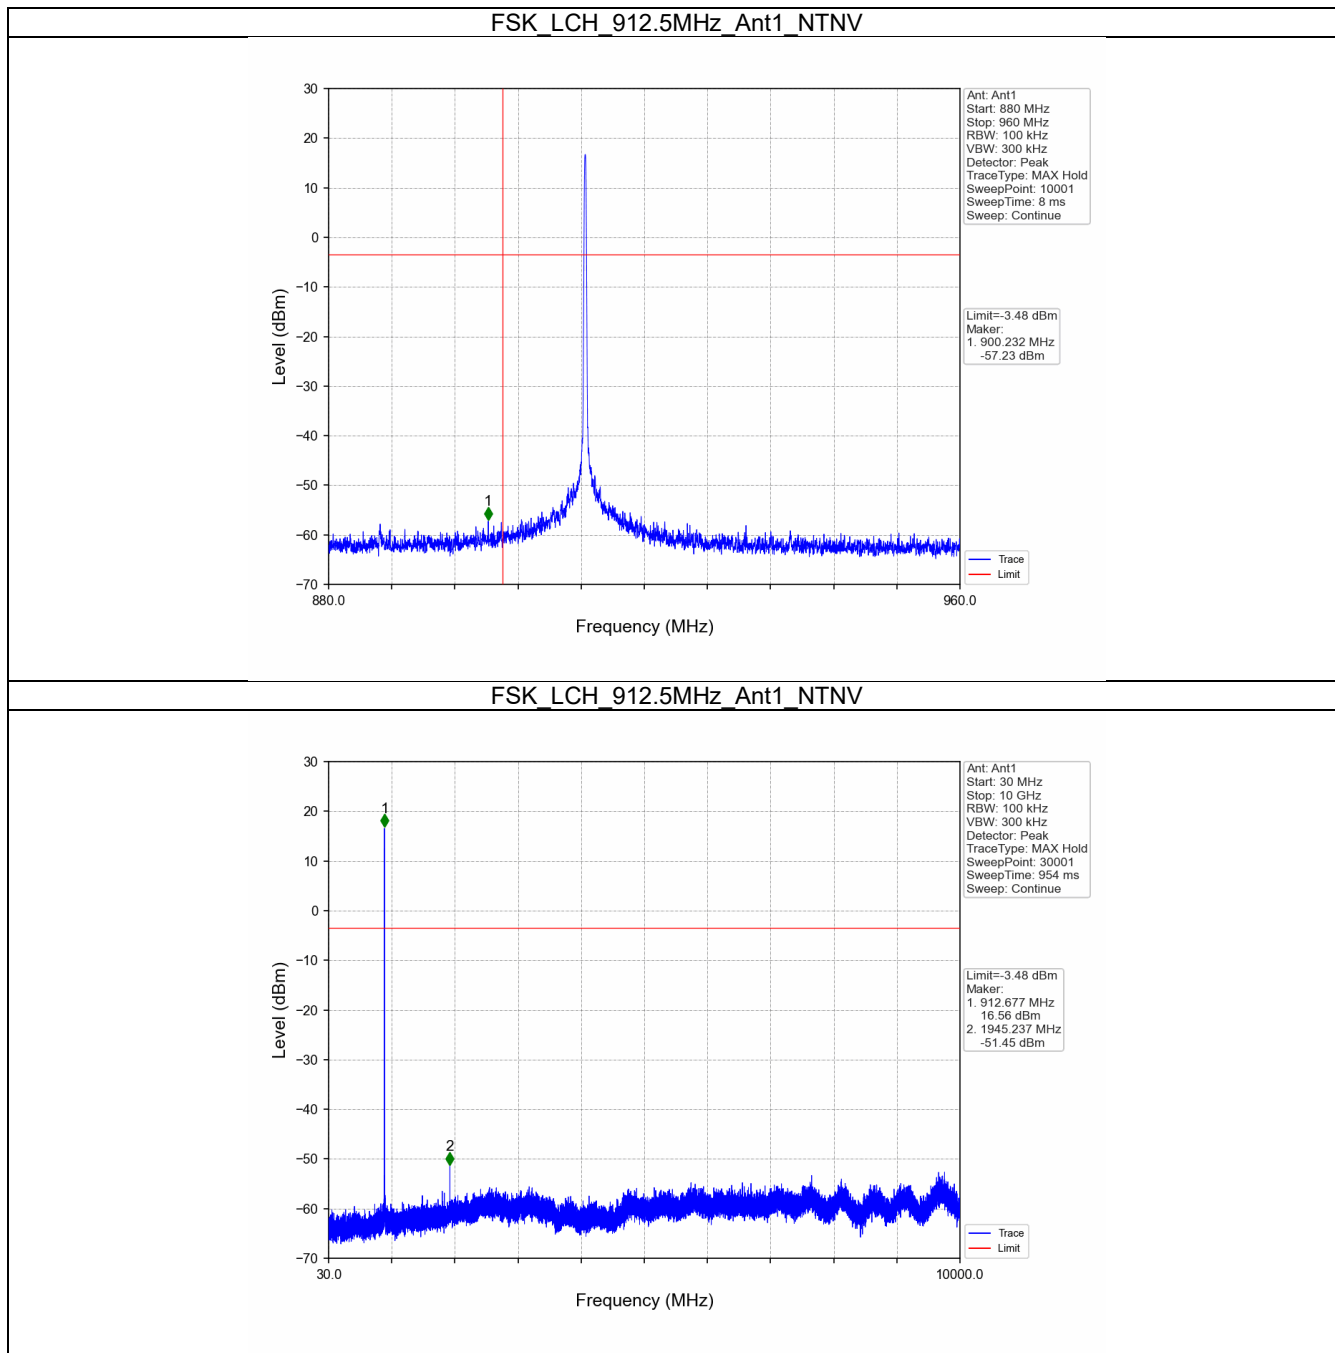 FSK_LCH_912.5MHz_Ant1_NTNV
30
20
10
0
−10
−20
−30
−40
−50
−60
−70
Level (dBm)
1
880.0
960.0
Frequency (MHz)
Ant: Ant1
Start: 880 MHz
Stop: 960 MHz
RBW: 100 kHz
VBW: 300 kHz
Detector: Peak
TraceType: MAX Hold
SweepPoint: 10001
SweepTime: 8 ms
Sweep: Continue
Limit=-3.48 dBm
Maker:
1. 900.232 MHz
-57.23 dBm
Trace
Limit
FSK_LCH_912.5MHz_Ant1_NTNV
30
20
10
0
−10
−20
−30
−40
−50
−60
−70
Level (dBm)
1
2
30.0
10000.0
Frequency (MHz)
Ant: Ant1
Start: 30 MHz
Stop: 10 GHz
RBW: 100 kHz
VBW: 300 kHz
Detector: Peak
TraceType: MAX Hold
SweepPoint: 30001
SweepTime: 954 ms
Sweep: Continue
Limit=-3.48 dBm
Maker:
1. 912.677 MHz
16.56 dBm
2. 1945.237 MHz
-51.45 dBm
Trace
Limit